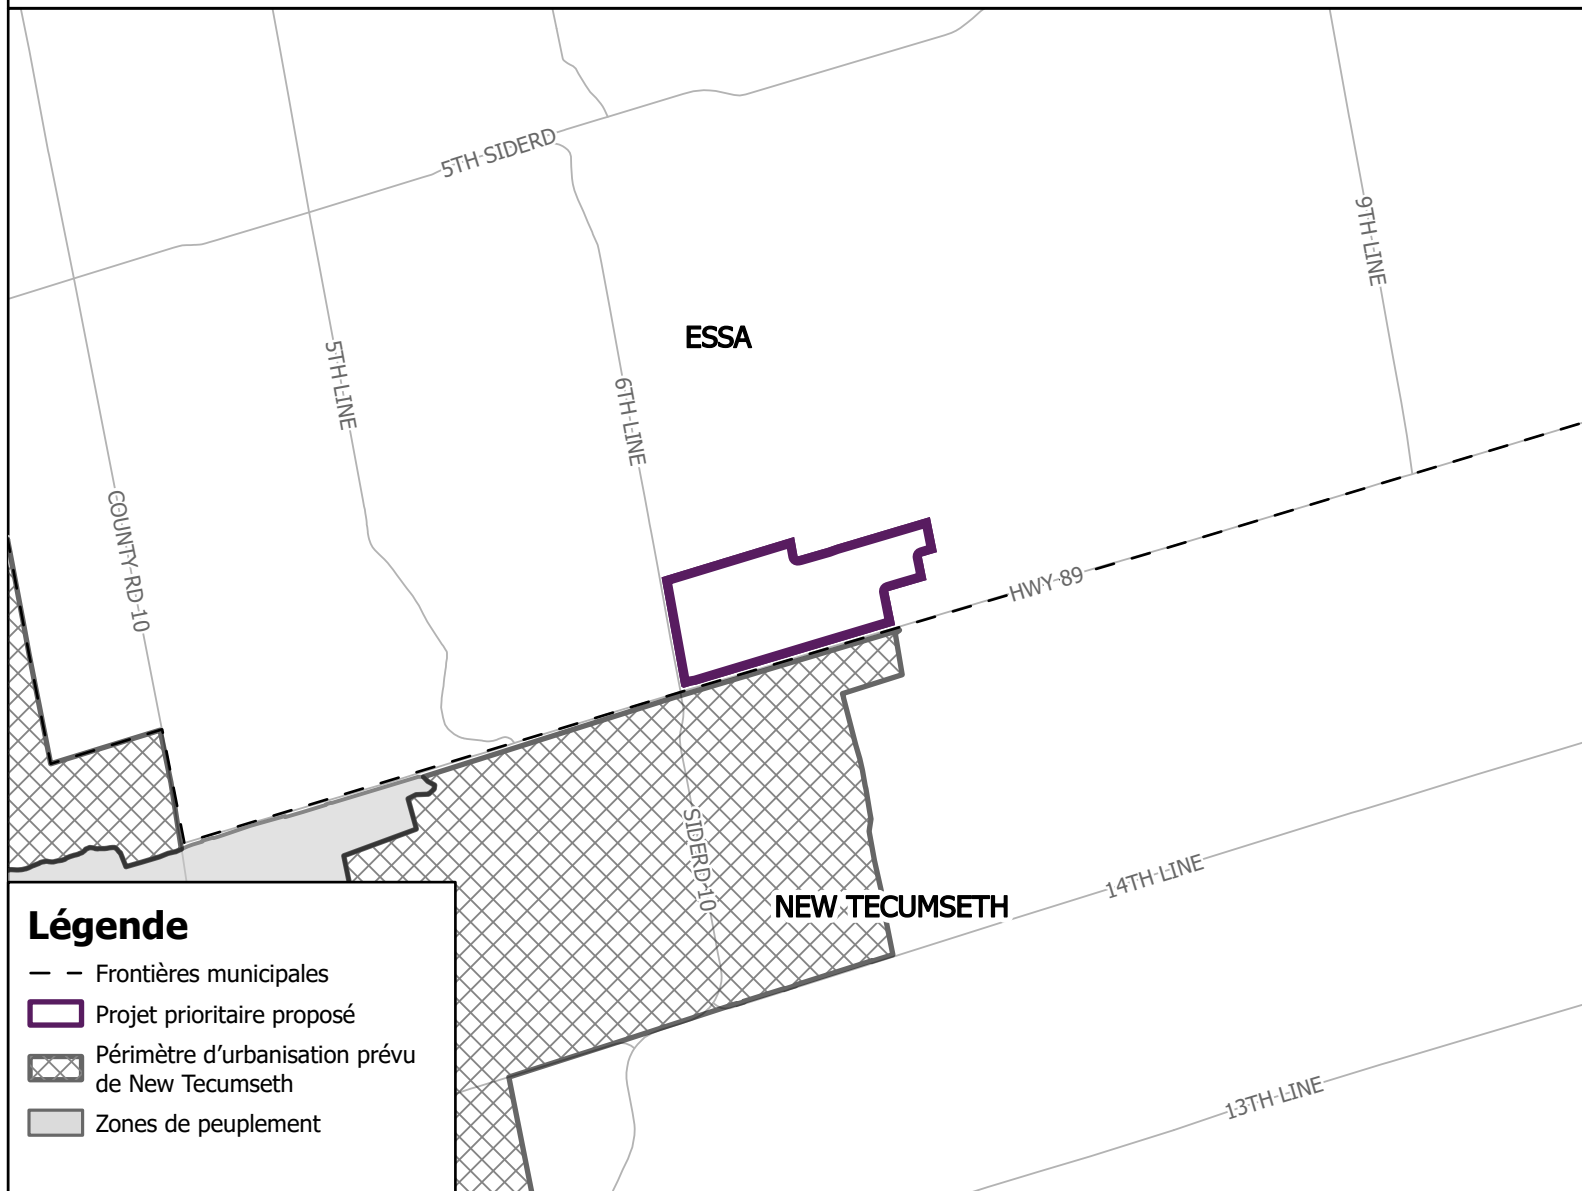 5TH SIDERD
9TH LINE
ESSA
5TH LINE
6TH LINE
COUNTY RD 10
HWY 89
SIDERD 10
14TH LINE
NEW TECUMSETH
13TH LINE
Légende
Frontières municipales
Projet prioritaire proposé
Périmètre d’urbanisation prévu
de New Tecumseth
Zones de peuplement